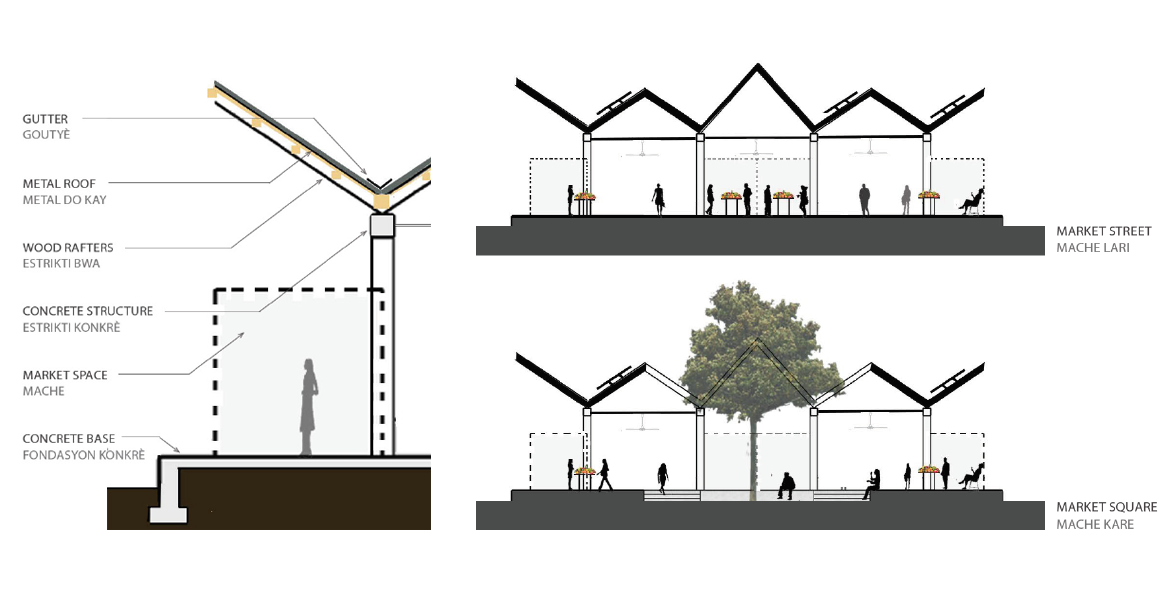 GUTTER
GOUTYÈ
METAL ROOF
METAL DO KAY
WOOD RAFTERS
ESTRIKTI BWA
CONCRETE STRUCTURE
ESTRIKTI KONKRÈ
MARKET SPACE
MACHE
CONCRETE BASE
FONDASYON KÒNKRÈ
MARKET STREET
MACHE LARI
MARKET SQUARE
MACHE KARE